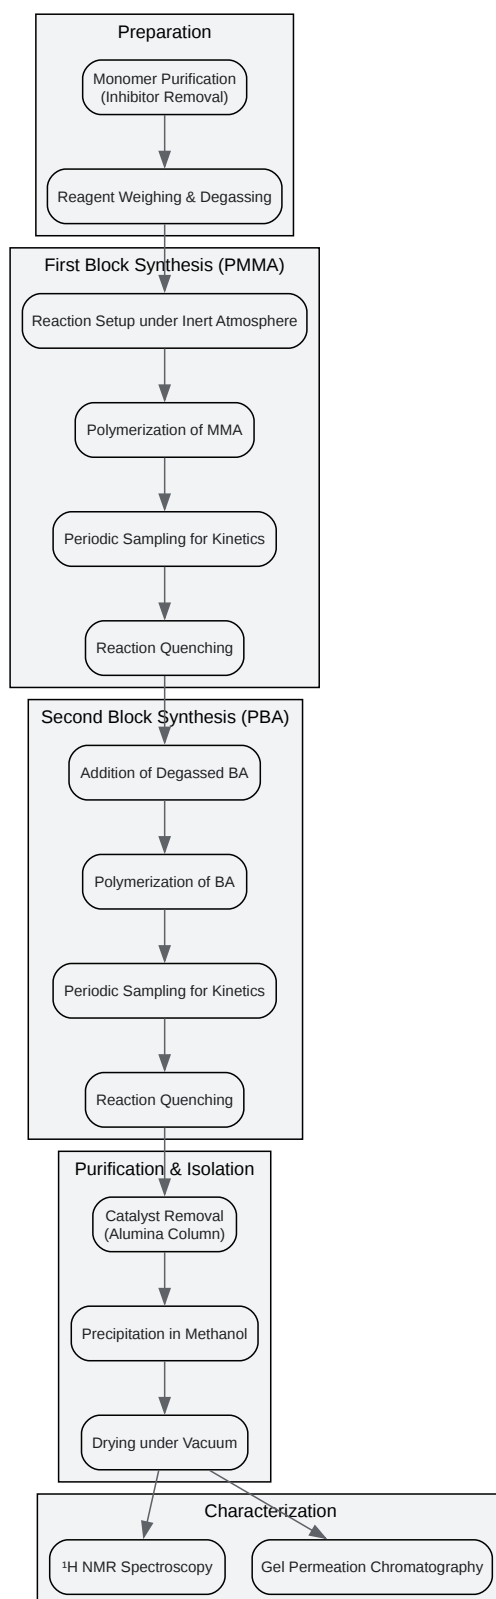 Preparation
Monomer Purification
(Inhibitor Removal)
Reagent Weighing & Degassing
First Block Synthesis (PMMA)
Reaction Setup under Inert Atmosphere
Polymerization of MMA
Periodic Sampling for Kinetics
Reaction Quenching
Second Block Synthesis (PBA)
Addition of Degassed BA
Polymerization of BA
Periodic Sampling for Kinetics
Reaction Quenching
Purification & Isolation
Catalyst Removal
(Alumina Column)
Precipitation in Methanol
Drying under Vacuum
Characterization
¹H NMR Spectroscopy
Gel Permeation Chromatography